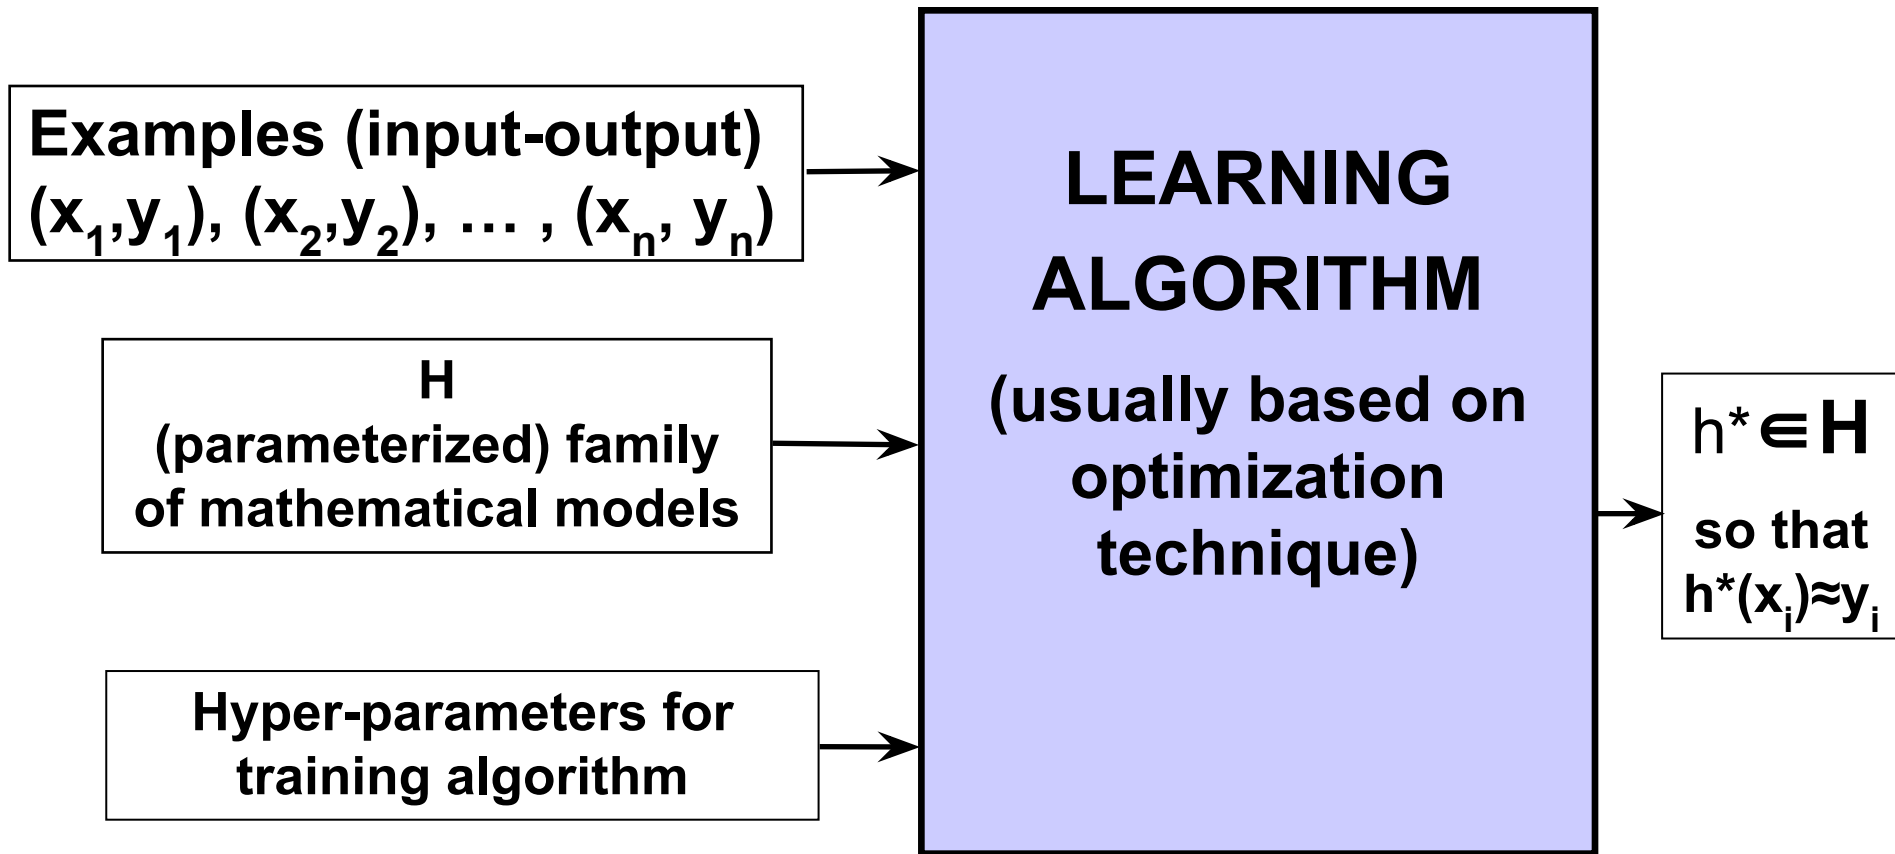 Examples (input-output)
(x₁,y₁), (x₂,y₂), … , (xₙ, yₙ)
H
(parameterized) family
of mathematical models
Hyper-parameters for
training algorithm
LEARNING
ALGORITHM
(usually based on
optimization
technique)
h* ∈ H
so that
h*(xᵢ)≈yᵢ